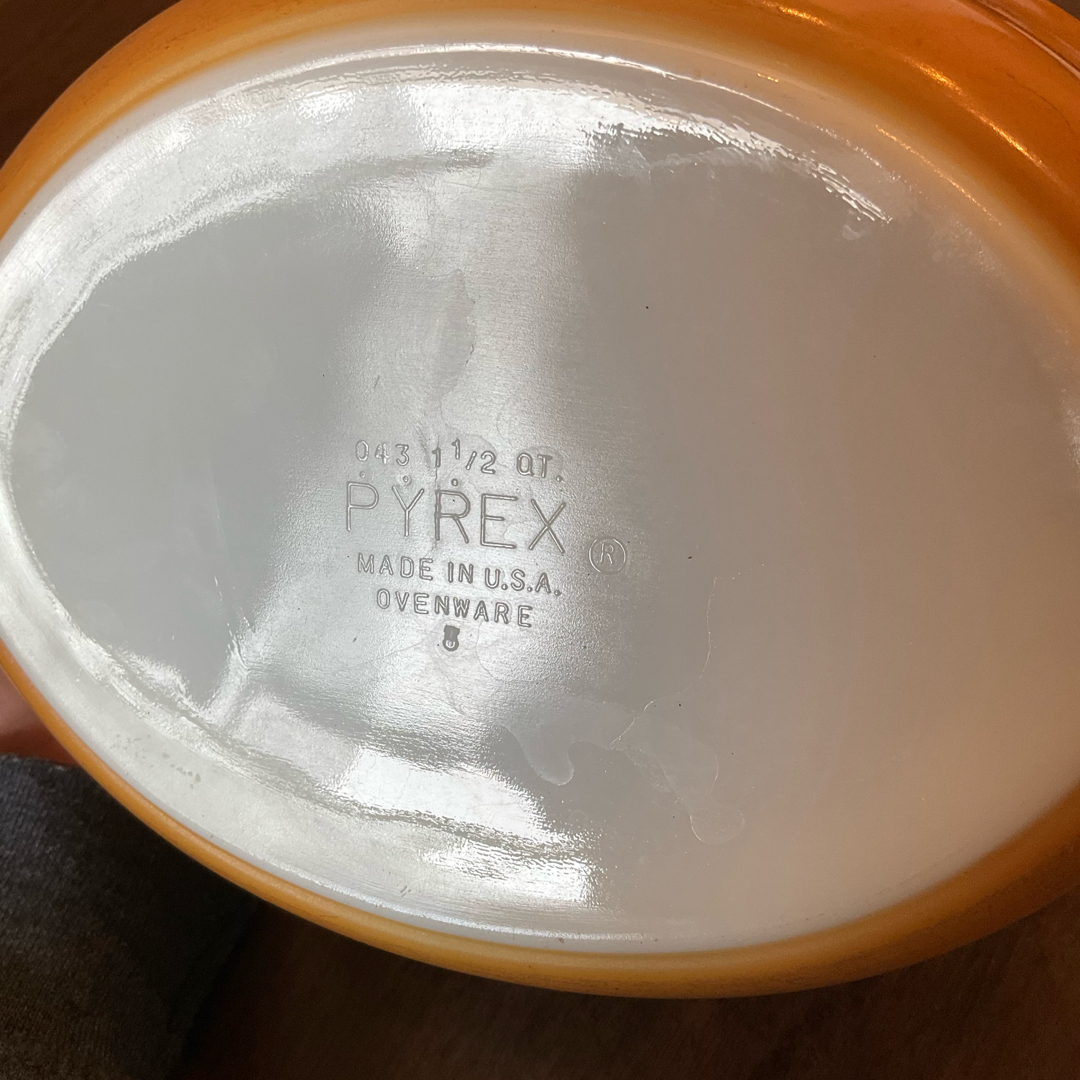 043 1 1/2 QT.
PYREX ®
MADE IN U.S.A.
OVENWARE